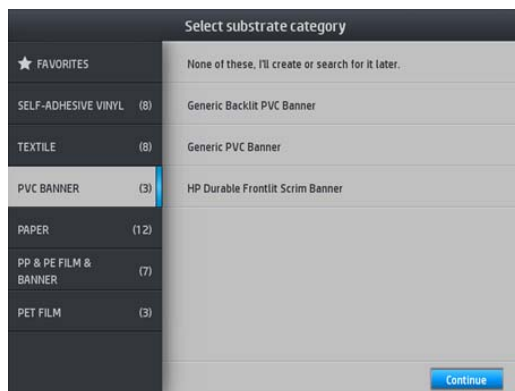 Select substrate category
FAVORITES
SELF-ADHESIVE VINYL (8)
TEXTILE (8)
PVC BANNER (3)
PAPER (12)
PP & PE FILM &
BANNER (7)
PET FILM (3)
None of these, I'll create or search for it later.
Generic Backlit PVC Banner
Generic PVC Banner
HP Durable Frontlit Scrim Banner
Continue